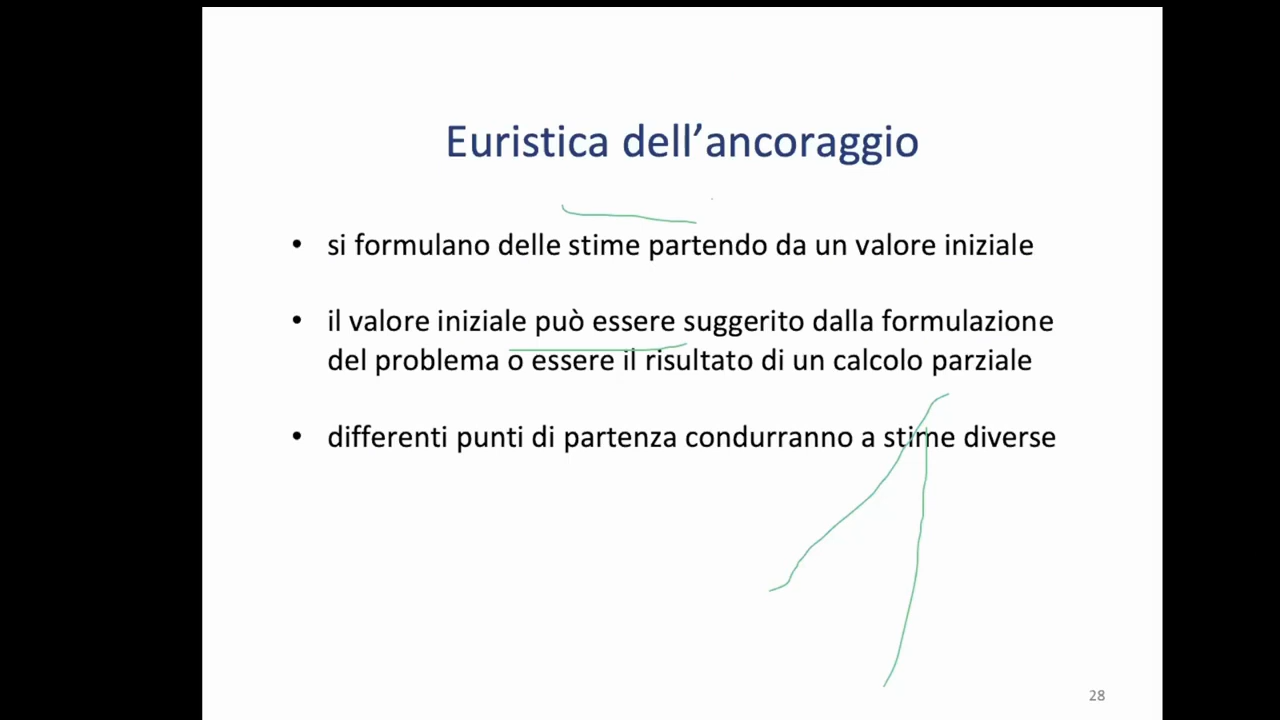 Euristica dell’ancoraggio
• si formulano delle stime partendo da un valore iniziale
• il valore iniziale può essere suggerito dalla formulazione
del problema o essere il risultato di un calcolo parziale
• differenti punti di partenza condurranno a stime diverse
28